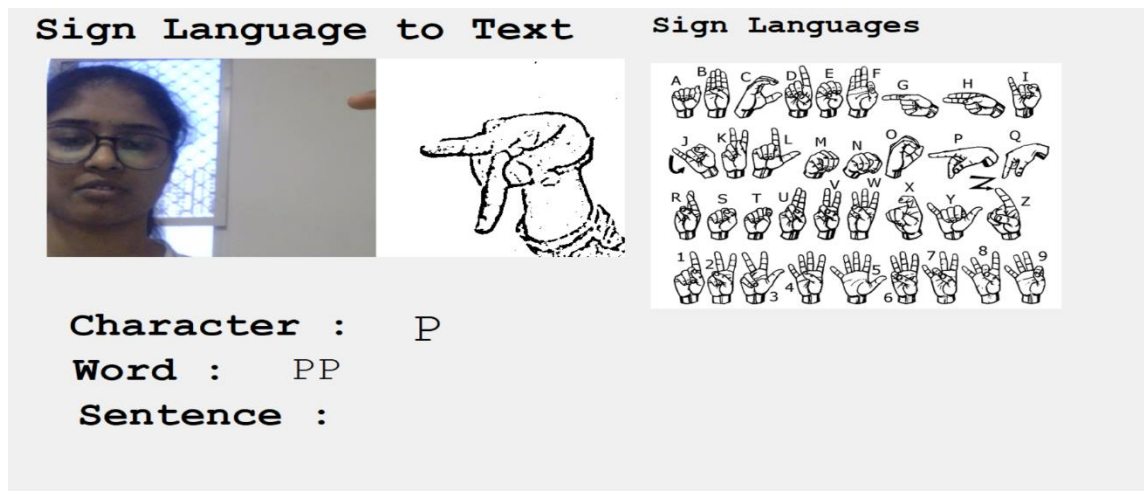 Sign Language to Text
Character : P
Word : PP
Sentence :
Sign Languages
A B C D E F G H I
J K L M N O P Q
R S T U V W X Y Z
1 2 3 4 5 6 7 8 9